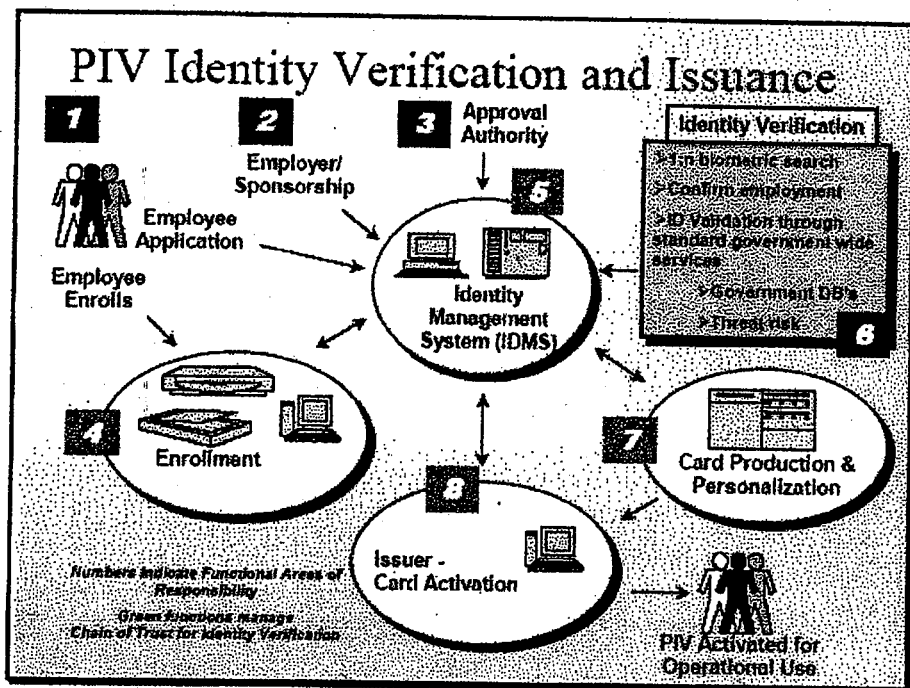 PIV Identity Verification and Issuance
1
2
3
Approval
Authority
Employer/
Sponsorship
Employee
Application
Employee
Enrolls
Identity Verification
>1:n biometric search
>Confirm employment
>ID Validation through
standard government wide
services
>Government DB's
>Threat risk
6
5
Identity
Management
System (IDMS)
4
Enrollment
7
Card Production &
Personalization
8
Issuer -
Card Activation
Numbers Indicate Functional Areas of
Responsibility
Green functions manage
Chain of Trust for Identity Verification
PIV Activated for
Operational Use